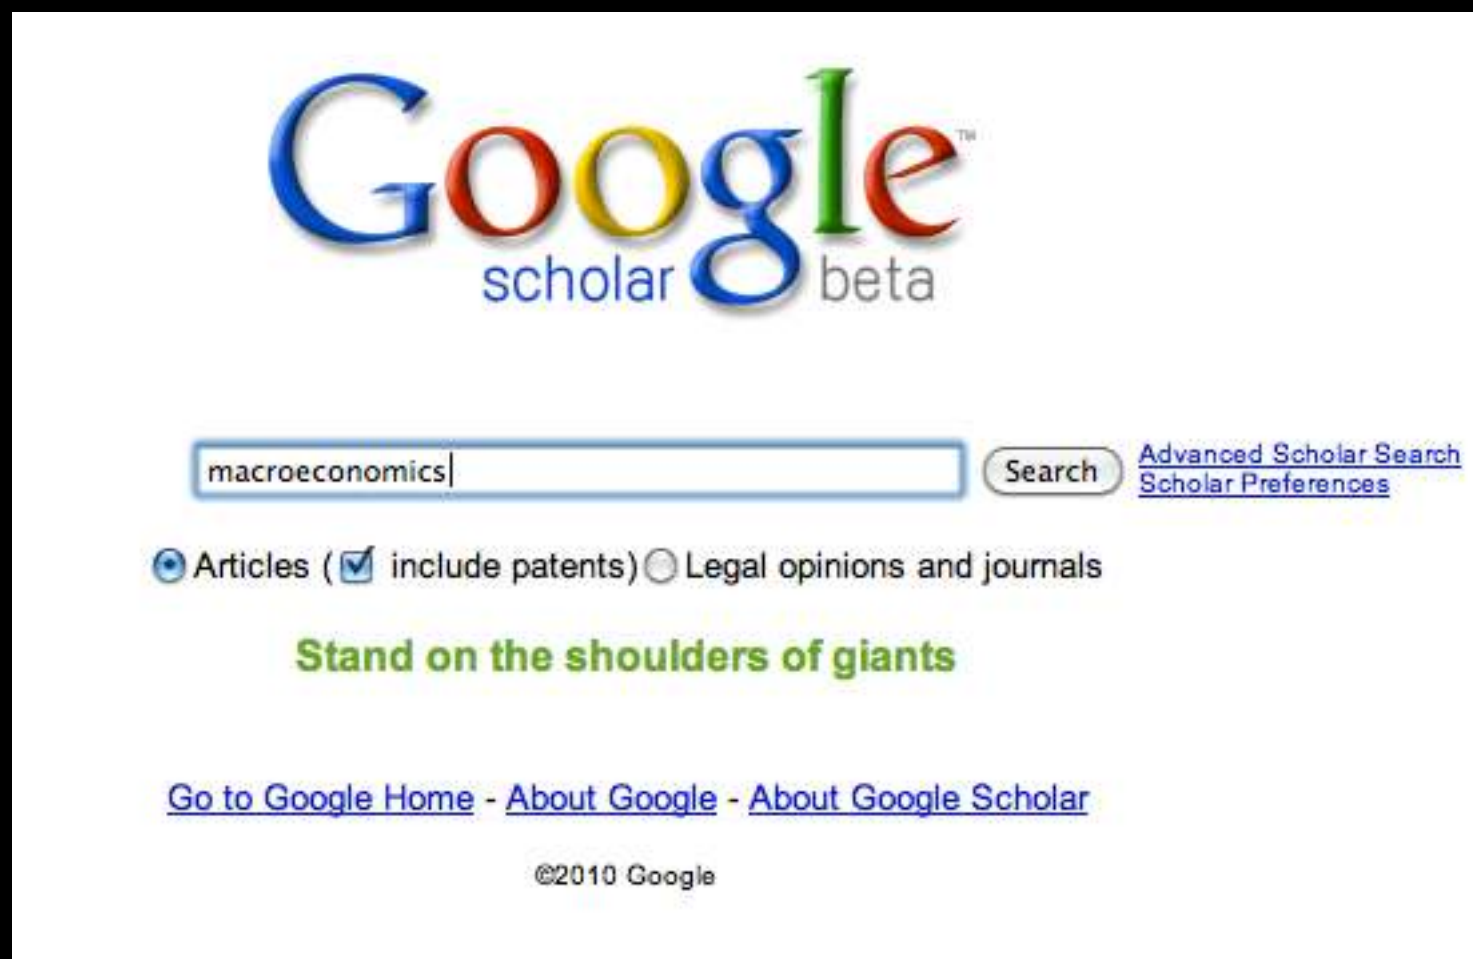 Google™
scholar beta
macroeconomics
Search
Advanced Scholar Search
Scholar Preferences
Articles ( include patents) Legal opinions and journals
Stand on the shoulders of giants
Go to Google Home - About Google - About Google Scholar
©2010 Google